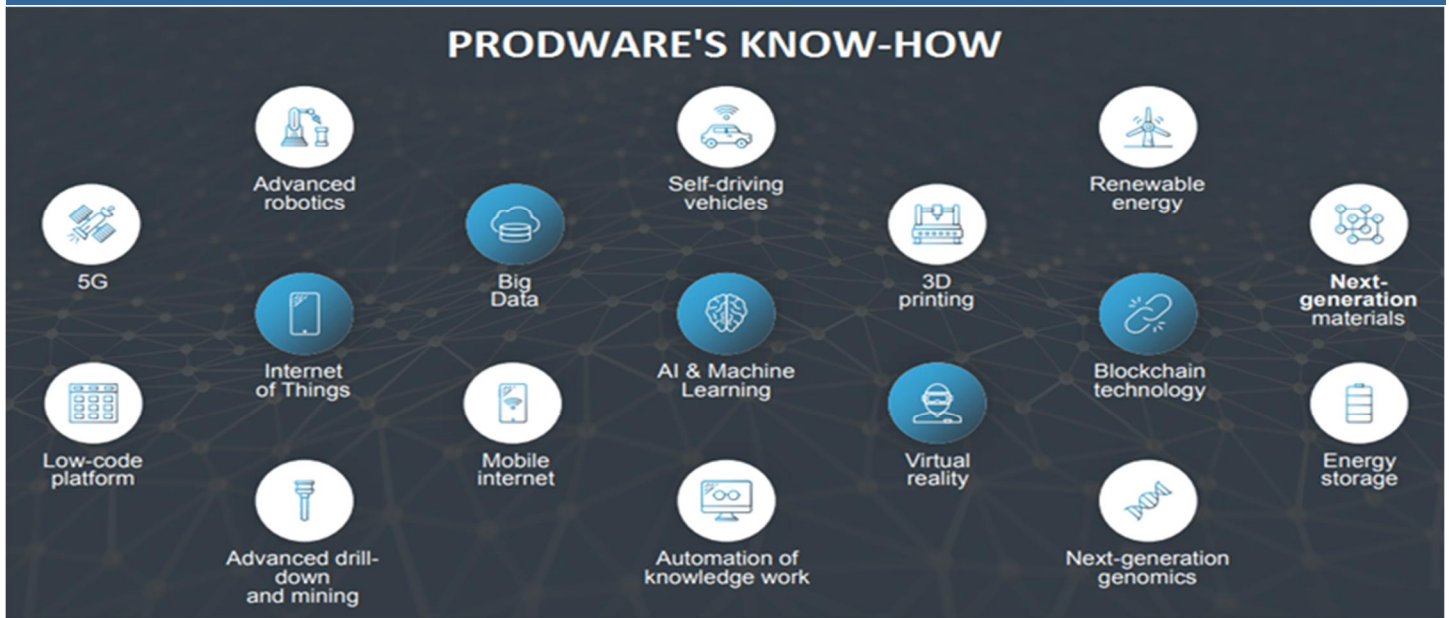 PRODWARE'S KNOW-HOW
Advanced
robotics
Self-driving
vehicles
Renewable
energy
5G
Big
Data
3D
printing
Next-
generation
materials
Internet
of Things
AI & Machine
Learning
Blockchain
technology
Low-code
platform
Mobile
internet
Virtual
reality
Energy
storage
Advanced drill-
down
and mining
Automation of
knowledge work
Next-generation
genomics